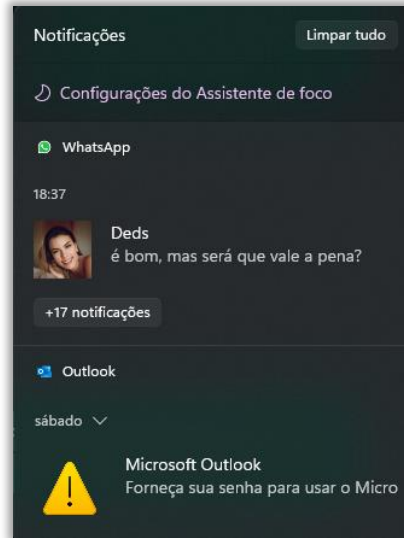 Notificações
Limpar tudo
Configurações do Assistente de foco
WhatsApp
18:37
Deds
é bom, mas será que vale a pena?
+17 notificações
Outlook
sábado
Microsoft Outlook
Forneça sua senha para usar o Micro